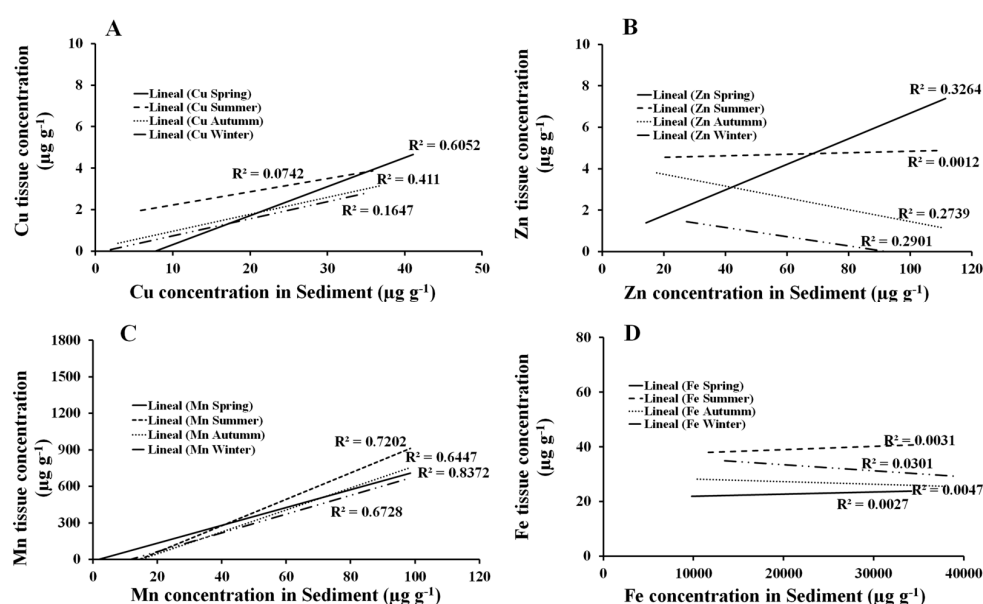 A
Cu tissue concentration
(µg g-1)
10
8
6
4
2
0
Lineal (Cu Spring)
Lineal (Cu Summer)
Lineal (Cu Autumm)
Lineal (Cu Winter)
R² = 0.6052
R² = 0.0742
R² = 0.411
R² = 0.1647
0 10 20 30 40 50
Cu concentration in Sediment (µg g-1)
B
Zn tissue concentration
(µg g-1)
10
8
6
4
2
0
Lineal (Zn Spring)
Lineal (Zn Summer)
Lineal (Zn Autumm)
Lineal (Zn Winter)
R² = 0.3264
R² = 0.0012
R² = 0.2739
R² = 0.2901
0 20 40 60 80 100 120
Zn concentration in Sediment (µg g-1)
C
Mn tissue concentration
(µg g-1)
1800
1500
1200
900
600
300
0
Lineal (Mn Spring)
Lineal (Mn Summer)
Lineal (Mn Autumm)
Lineal (Mn Winter)
R² = 0.7202
R² = 0.6447
R² = 0.8372
R² = 0.6728
0 20 40 60 80 100 120
Mn concentration in Sediment (µg g-1)
D
Fe tissue concentration
(µg g-1)
80
60
40
20
0
Lineal (Fe Spring)
Lineal (Fe Summer)
Lineal (Fe Autumm)
Lineal (Fe Winter)
R² = 0.0031
R² = 0.0301
R² = 0.0047
R² = 0.0027
0 10000 20000 30000 40000
Fe concentration in Sediment (µg g-1)